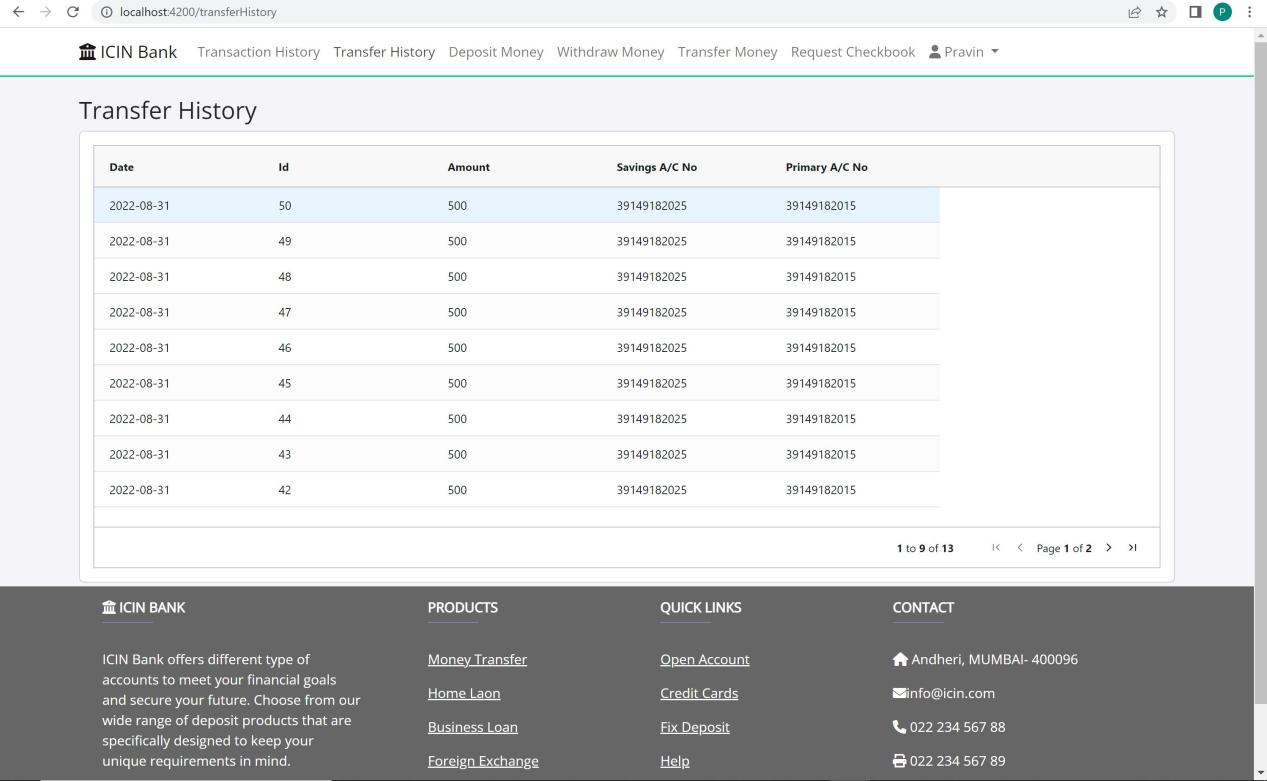 localhost:4200/transferHistory
P
ICIN Bank Transaction History Transfer History Deposit Money Withdraw Money Transfer Money Request Checkbook Pravin
Transfer History
Date Id Amount Savings A/C No Primary A/C No
2022-08-31 50 500 39149182025 39149182015
2022-08-31 49 500 39149182025 39149182015
2022-08-31 48 500 39149182025 39149182015
2022-08-31 47 500 39149182025 39149182015
2022-08-31 46 500 39149182025 39149182015
2022-08-31 45 500 39149182025 39149182015
2022-08-31 44 500 39149182025 39149182015
2022-08-31 43 500 39149182025 39149182015
2022-08-31 42 500 39149182025 39149182015
1 to 9 of 13 Page 1 of 2
ICIN BANK
ICIN Bank offers different type of
accounts to meet your financial goals
and secure your future. Choose from our
wide range of deposit products that are
specifically designed to keep your
unique requirements in mind.
PRODUCTS
Money Transfer
Home Laon
Business Loan
Foreign Exchange
QUICK LINKS
Open Account
Credit Cards
Fix Deposit
Help
CONTACT
Andheri, MUMBAI- 400096
info@icin.com
022 234 567 88
022 234 567 89